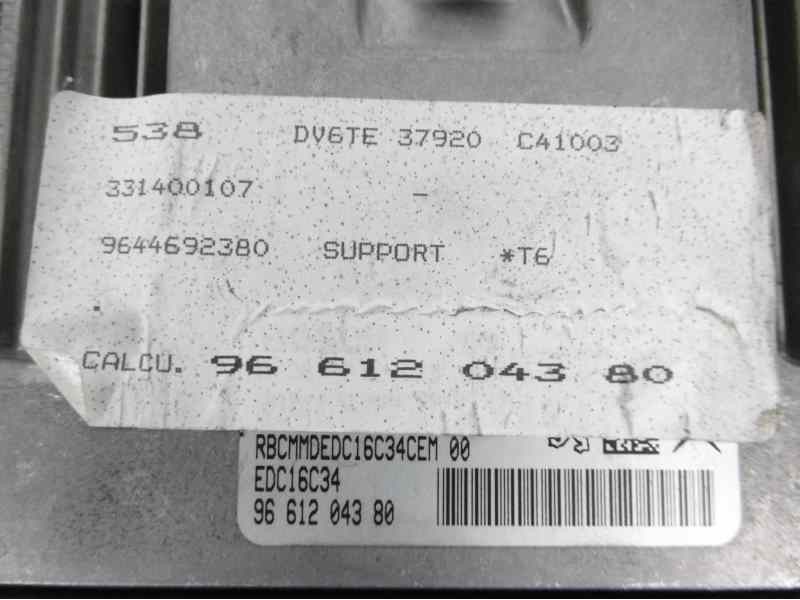 538 DV6TE 37920 C41003
331400107 -
9644692380 SUPPORT *T6
CALCU. 96 612 043 80
RBCMMDEDC16C34CEM 00
EDC16C34
96 612 043 80